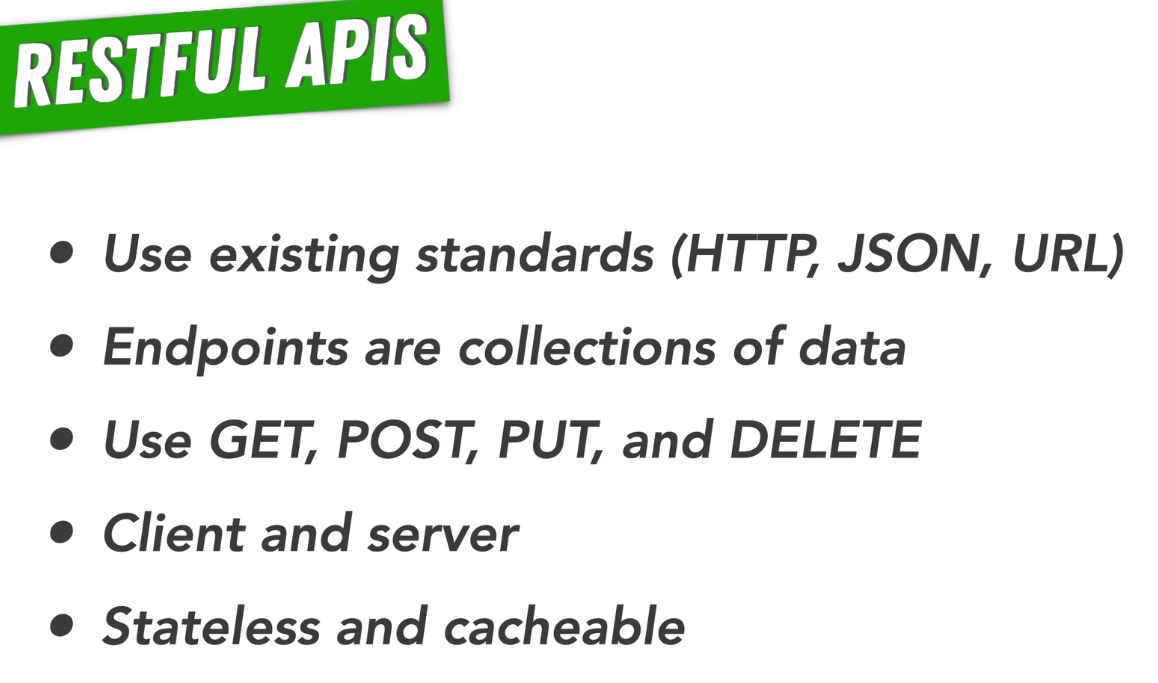 RESTFUL APIS
• Use existing standards (HTTP, JSON, URL)
• Endpoints are collections of data
• Use GET, POST, PUT, and DELETE
• Client and server
• Stateless and cacheable